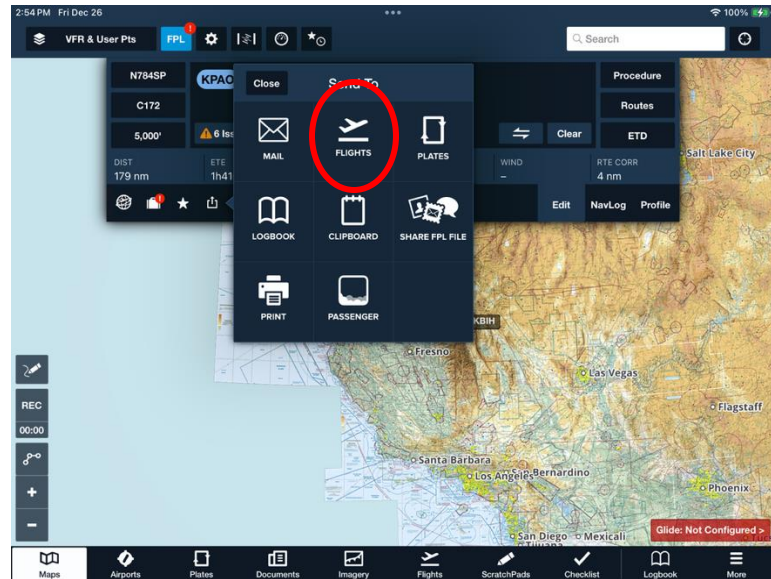 2:54 PM Fri Dec 26
100%
VFR & User Pts
FPL
Search
N784SP
KPAO
Close
Send To
Procedure
C172
Routes
5,000'
6 Iss
MAIL
FLIGHTS
PLATES
Clear
ETD
DIST
ETE
WIND
RTE CORR
179 nm
1h41
–
4 nm
Salt Lake City
Edit
NavLog
Profile
LOGBOOK
CLIPBOARD
SHARE FPL FILE
PRINT
PASSENGER
KBIH
Fresno
Las Vegas
REC
Flagstaff
00:00
Santa Barbara
San Bernardino
Los Angeles
Phoenix
Glide: Not Configured >
San Diego
Mexicali
Tijuana
Maps
Airports
Plates
Documents
Imagery
Flights
ScratchPads
Checklist
Logbook
More